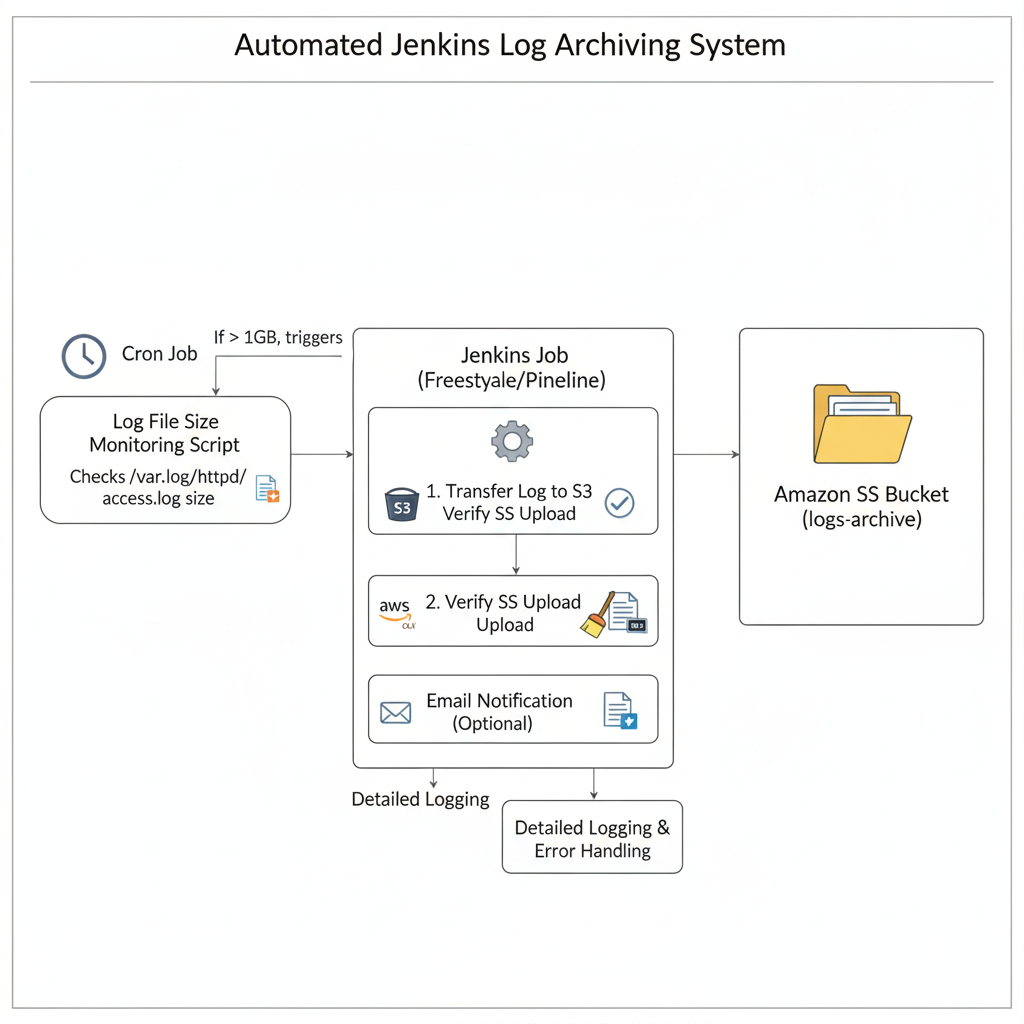 Automated Jenkins Log Archiving System
Cron Job
If > 1GB, triggers
Log File Size
Monitoring Script
Checks /var.log/httpd/
access.log size
Jenkins Job
(Freestyale/Pineline)
S3
1. Transfer Log to S3
Verify SS Upload
aws
2. Verify SS Upload
Upload
Email Notification
(Optional)
Detailed Logging
Detailed Logging &
Error Handling
Amazon SS Bucket
(logs-archive)